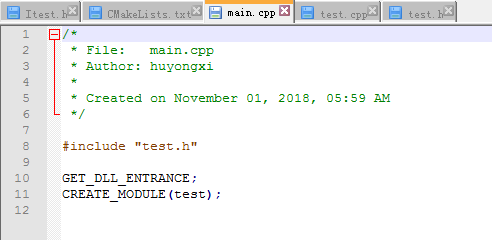 Itest.h CMakeLists.txt main.cpp test.cpp test.h
1 /*
2 * File: main.cpp
3 * Author: huyongxi
4 *
5 * Created on November 01, 2018, 05:59 AM
6 */
7
8 #include "test.h"
9
10 GET_DLL_ENTRANCE;
11 CREATE_MODULE(test);
12